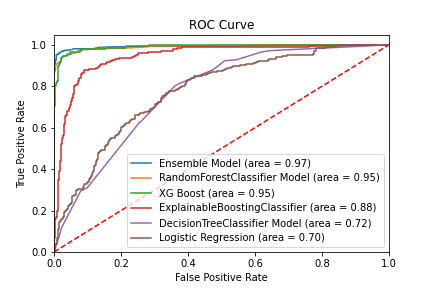 ROC Curve
1.0
0.8
0.6
0.4
0.2
0.0
True Positive Rate
Ensemble Model (area = 0.97)
RandomForestClassifier Model (area = 0.95)
XG Boost (area = 0.95)
ExplainableBoostingClassifier (area = 0.88)
DecisionTreeClassifier Model (area = 0.72)
Logistic Regression (area = 0.70)
0.0 0.2 0.4 0.6 0.8 1.0
False Positive Rate